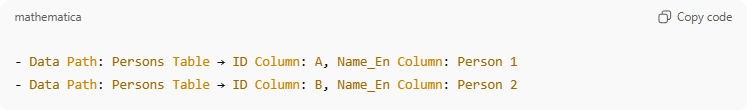 mathematica
Copy code
- Data Path: Persons Table → ID Column: A, Name_En Column: Person 1
- Data Path: Persons Table → ID Column: B, Name_En Column: Person 2